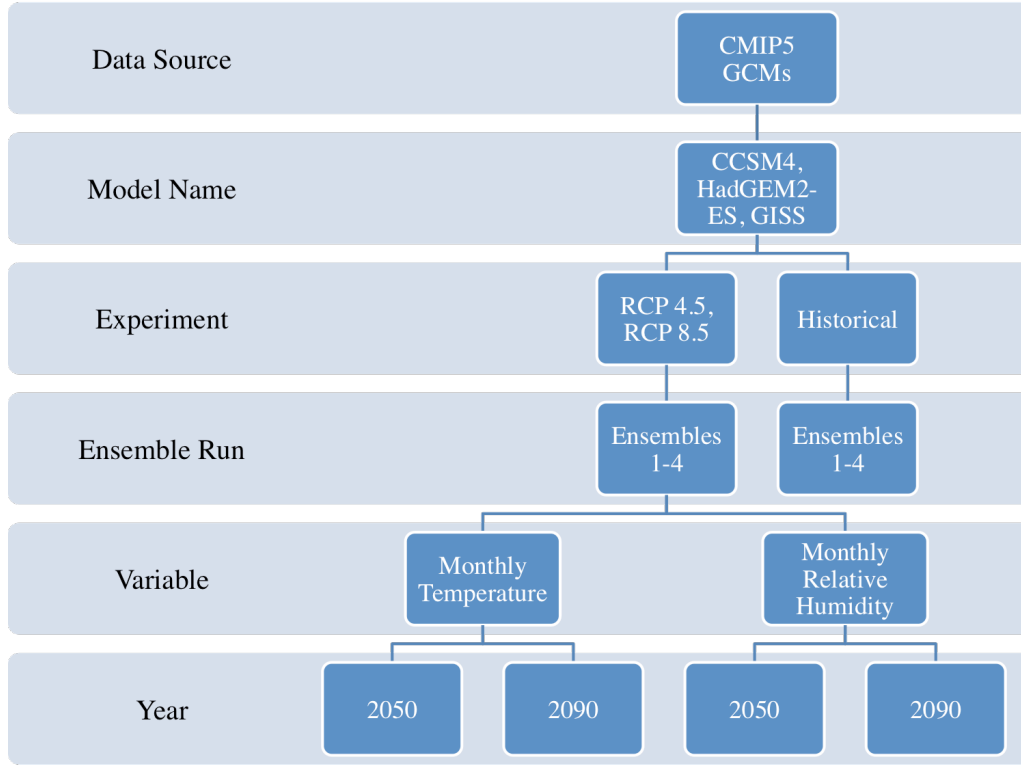 Data Source
CMIP5
GCMs
Model Name
CCSM4,
HadGEM2-
ES, GISS
Experiment
RCP 4.5,
RCP 8.5
Historical
Ensemble Run
Ensembles
1-4
Ensembles
1-4
Variable
Monthly
Temperature
Monthly
Relative
Humidity
Year
2050
2090
2050
2090